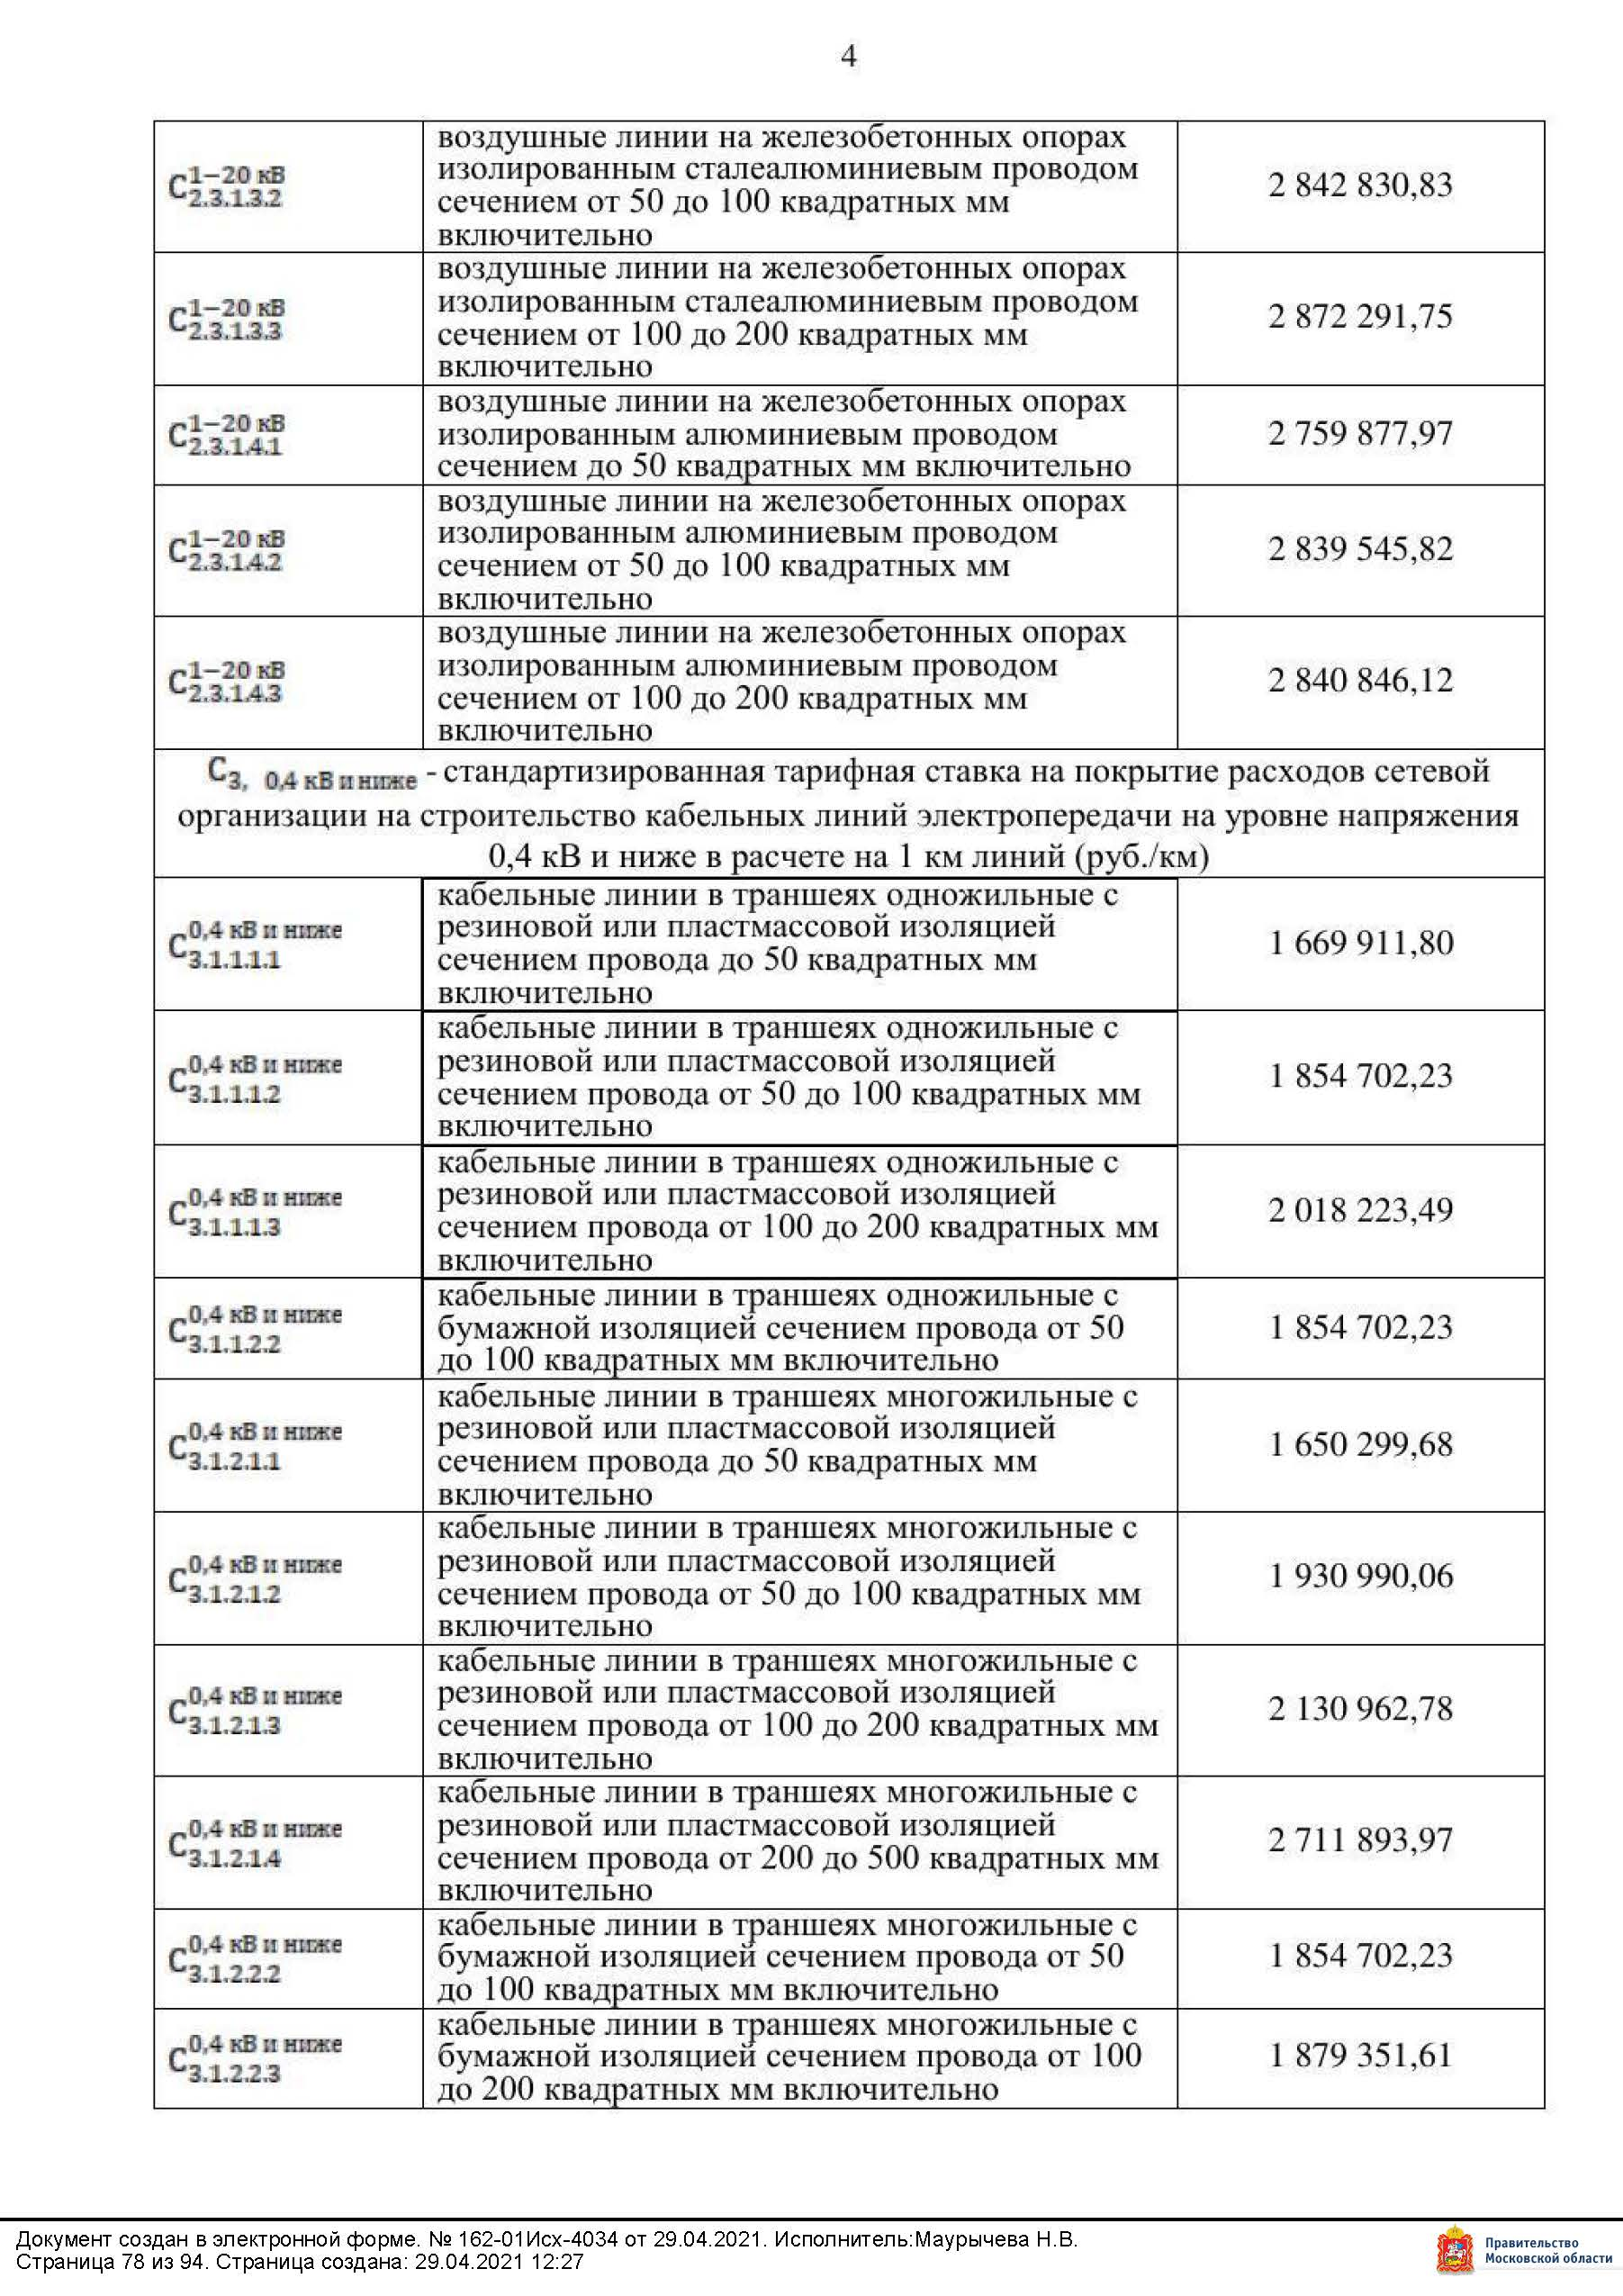 4
С 1–20 кВ 2.3.1.3.2
воздушные линии на железобетонных опорах
изолированным сталеалюминиевым проводом
сечением от 50 до 100 квадратных мм
включительно
2 842 830,83
С 1–20 кВ 2.3.1.3.3
воздушные линии на железобетонных опорах
изолированным сталеалюминиевым проводом
сечением от 100 до 200 квадратных мм
включительно
2 872 291,75
С 1–20 кВ 2.3.1.4.1
воздушные линии на железобетонных опорах
изолированным алюминиевым проводом
сечением до 50 квадратных мм включительно
2 759 877,97
С 1–20 кВ 2.3.1.4.2
воздушные линии на железобетонных опорах
изолированным алюминиевым проводом
сечением от 50 до 100 квадратных мм
включительно
2 839 545,82
С 1–20 кВ 2.3.1.4.3
воздушные линии на железобетонных опорах
изолированным алюминиевым проводом
сечением от 100 до 200 квадратных мм
включительно
2 840 846,12
С 3, 0,4 кВ и ниже - стандартизированная тарифная ставка на покрытие расходов сетевой
организации на строительство кабельных линий электропередачи на уровне напряжения
0,4 кВ и ниже в расчете на 1 км линий (руб./км)
С 0,4 кВ и ниже 3.1.1.1.1
кабельные линии в траншеях одножильные с
резиновой или пластмассовой изоляцией
сечением провода до 50 квадратных мм
включительно
1 669 911,80
С 0,4 кВ и ниже 3.1.1.1.2
кабельные линии в траншеях одножильные с
резиновой или пластмассовой изоляцией
сечением провода от 50 до 100 квадратных мм
включительно
1 854 702,23
С 0,4 кВ и ниже 3.1.1.1.3
кабельные линии в траншеях одножильные с
резиновой или пластмассовой изоляцией
сечением провода от 100 до 200 квадратных мм
включительно
2 018 223,49
С 0,4 кВ и ниже 3.1.1.2.2
кабельные линии в траншеях одножильные с
бумажной изоляцией сечением провода от 50
до 100 квадратных мм включительно
1 854 702,23
С 0,4 кВ и ниже 3.1.2.1.1
кабельные линии в траншеях многожильные с
резиновой или пластмассовой изоляцией
сечением провода до 50 квадратных мм
включительно
1 650 299,68
С 0,4 кВ и ниже 3.1.2.1.2
кабельные линии в траншеях многожильные с
резиновой или пластмассовой изоляцией
сечением провода от 50 до 100 квадратных мм
включительно
1 930 990,06
С 0,4 кВ и ниже 3.1.2.1.3
кабельные линии в траншеях многожильные с
резиновой или пластмассовой изоляцией
сечением провода от 100 до 200 квадратных мм
включительно
2 130 962,78
С 0,4 кВ и ниже 3.1.2.1.4
кабельные линии в траншеях многожильные с
резиновой или пластмассовой изоляцией
сечением провода от 200 до 500 квадратных мм
включительно
2 711 893,97
С 0,4 кВ и ниже 3.1.2.2.2
кабельные линии в траншеях многожильные с
бумажной изоляцией сечением провода от 50
до 100 квадратных мм включительно
1 854 702,23
С 0,4 кВ и ниже 3.1.2.2.3
кабельные линии в траншеях многожильные с
бумажной изоляцией сечением провода от 100
до 200 квадратных мм включительно
1 879 351,61
Документ создан в электронной форме. № 162-01Исх-4034 от 29.04.2021. Исполнитель:Маурычева Н.В.
Страница 78 из 94. Страница создана: 29.04.2021 12:27
Правительство
Московской области